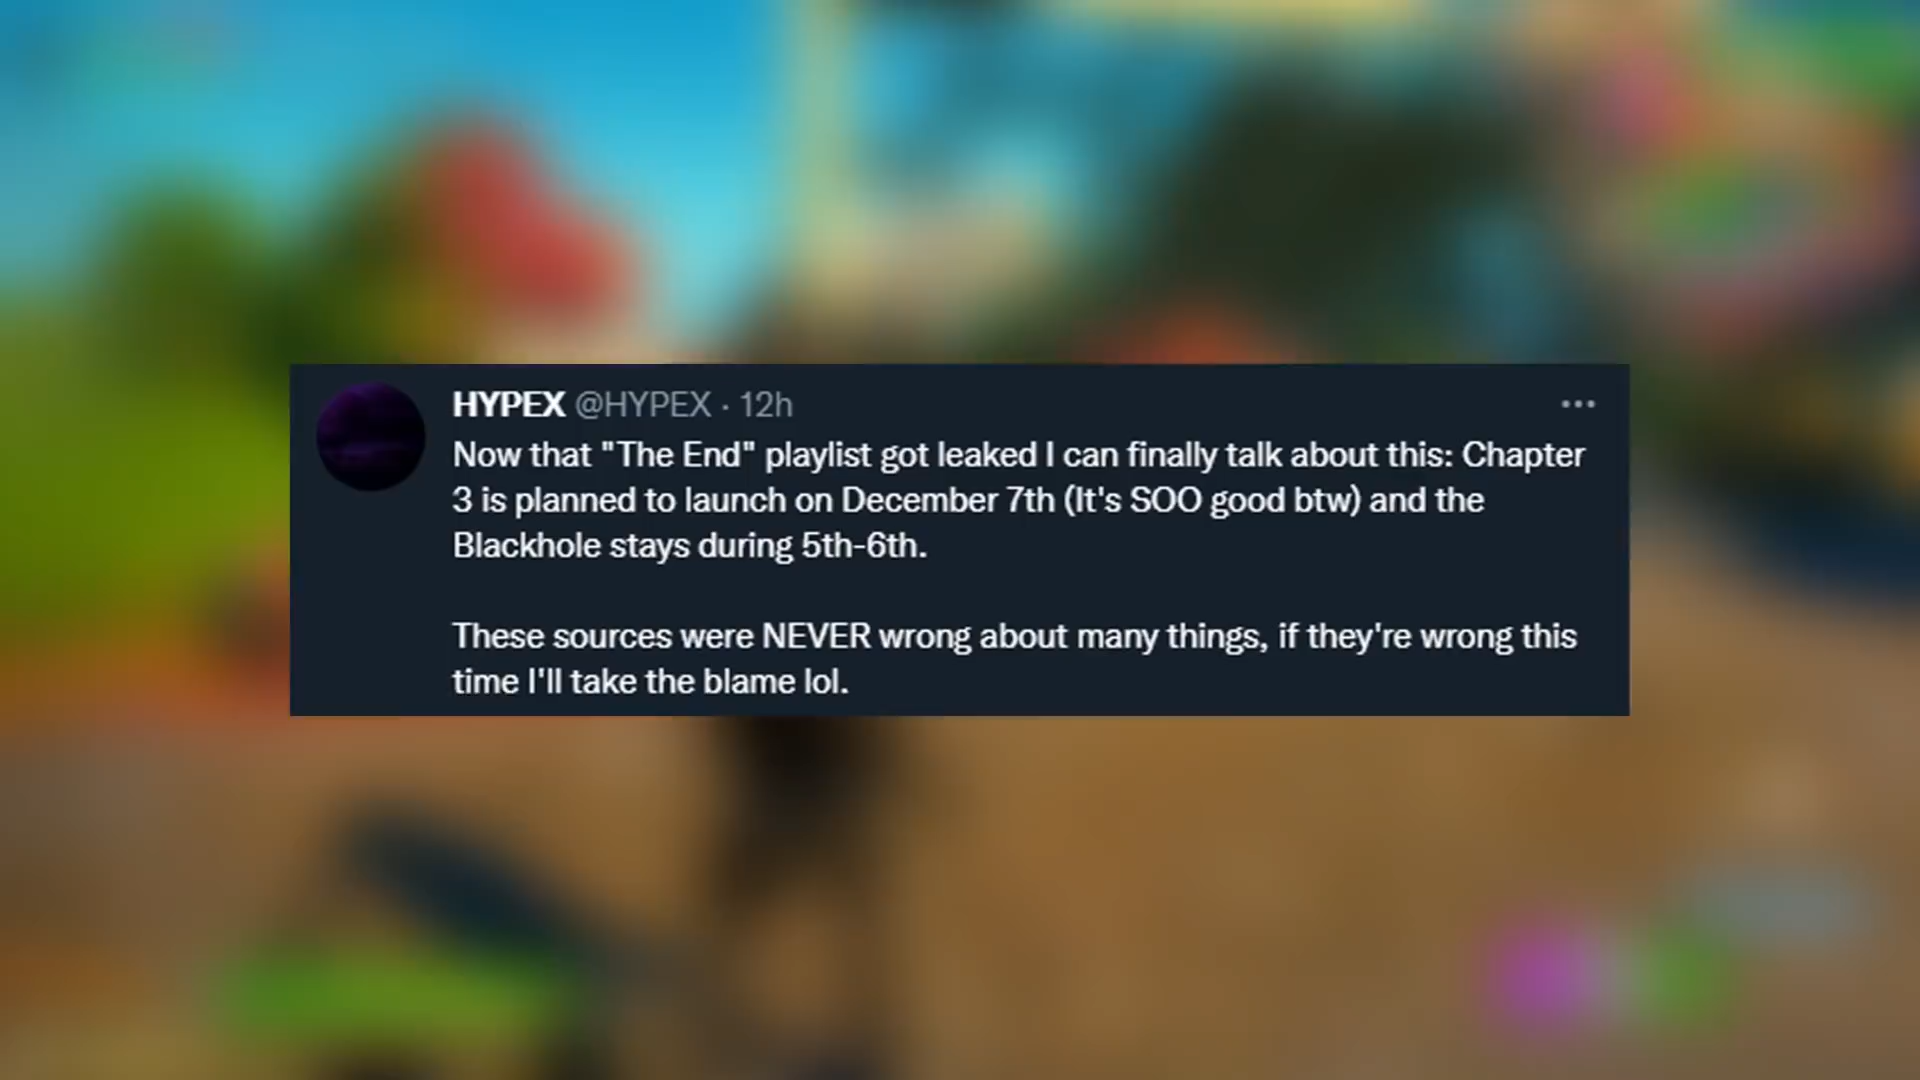 HYPEX @HYPEX · 12h
Now that "The End" playlist got leaked I can finally talk about this: Chapter
3 is planned to launch on December 7th (It's SOO good btw) and the
Blackhole stays during 5th-6th.
These sources were NEVER wrong about many things, if they're wrong this
time I'll take the blame lol.